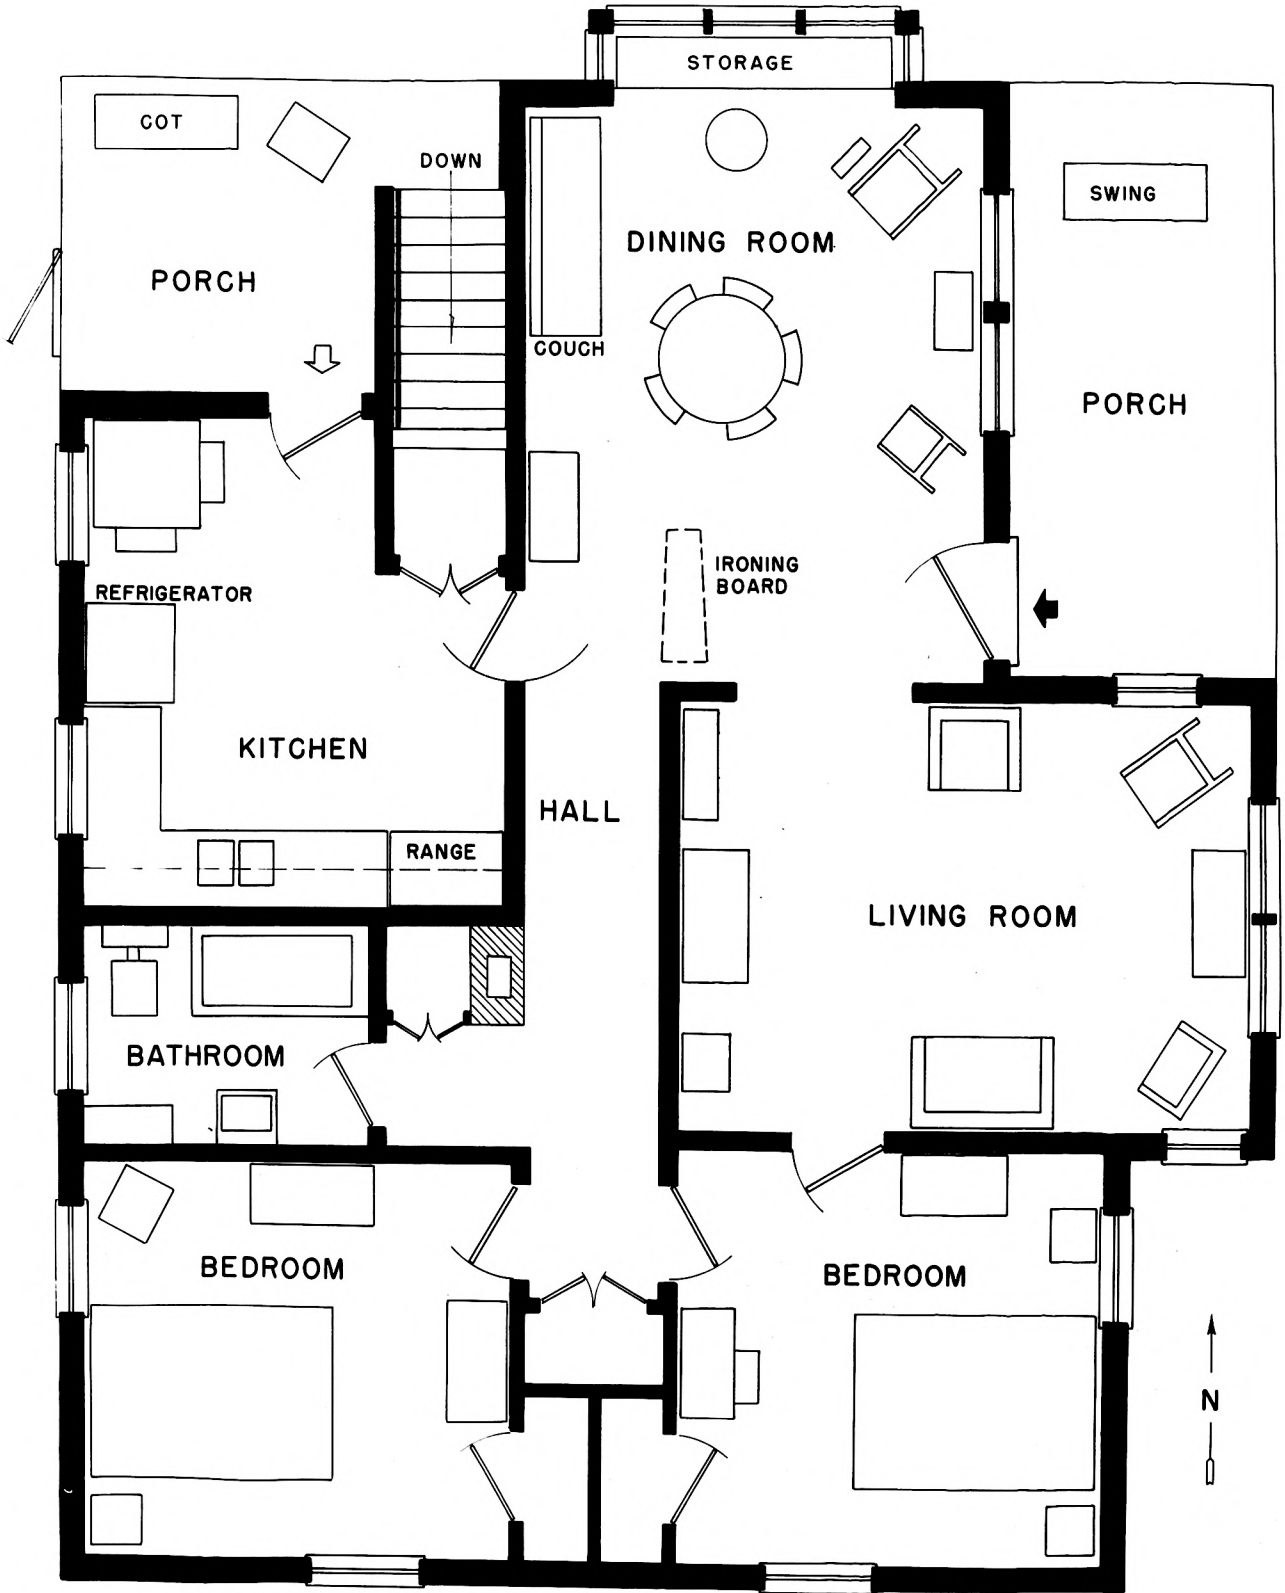 STORAGE
COT
DOWN
SWING
DINING ROOM
PORCH
COUCH
PORCH
IRONING
BOARD
REFRIGERATOR
KITCHEN
HALL
RANGE
LIVING ROOM
BATHROOM
BEDROOM
BEDROOM
N